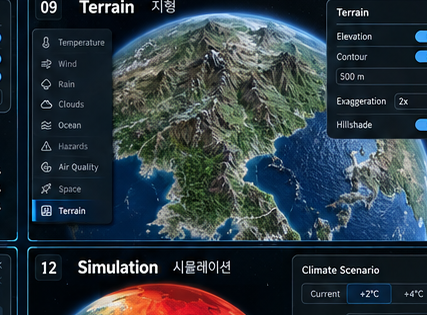 09 Terrain 지형
Temperature
Wind
Rain
Clouds
Ocean
Hazards
Air Quality
Space
Terrain
Terrain
Elevation
Contour
500 m
Exaggeration 2x
Hillshade
12 Simulation 시뮬레이션
Climate Scenario
Current +2°C +4°C